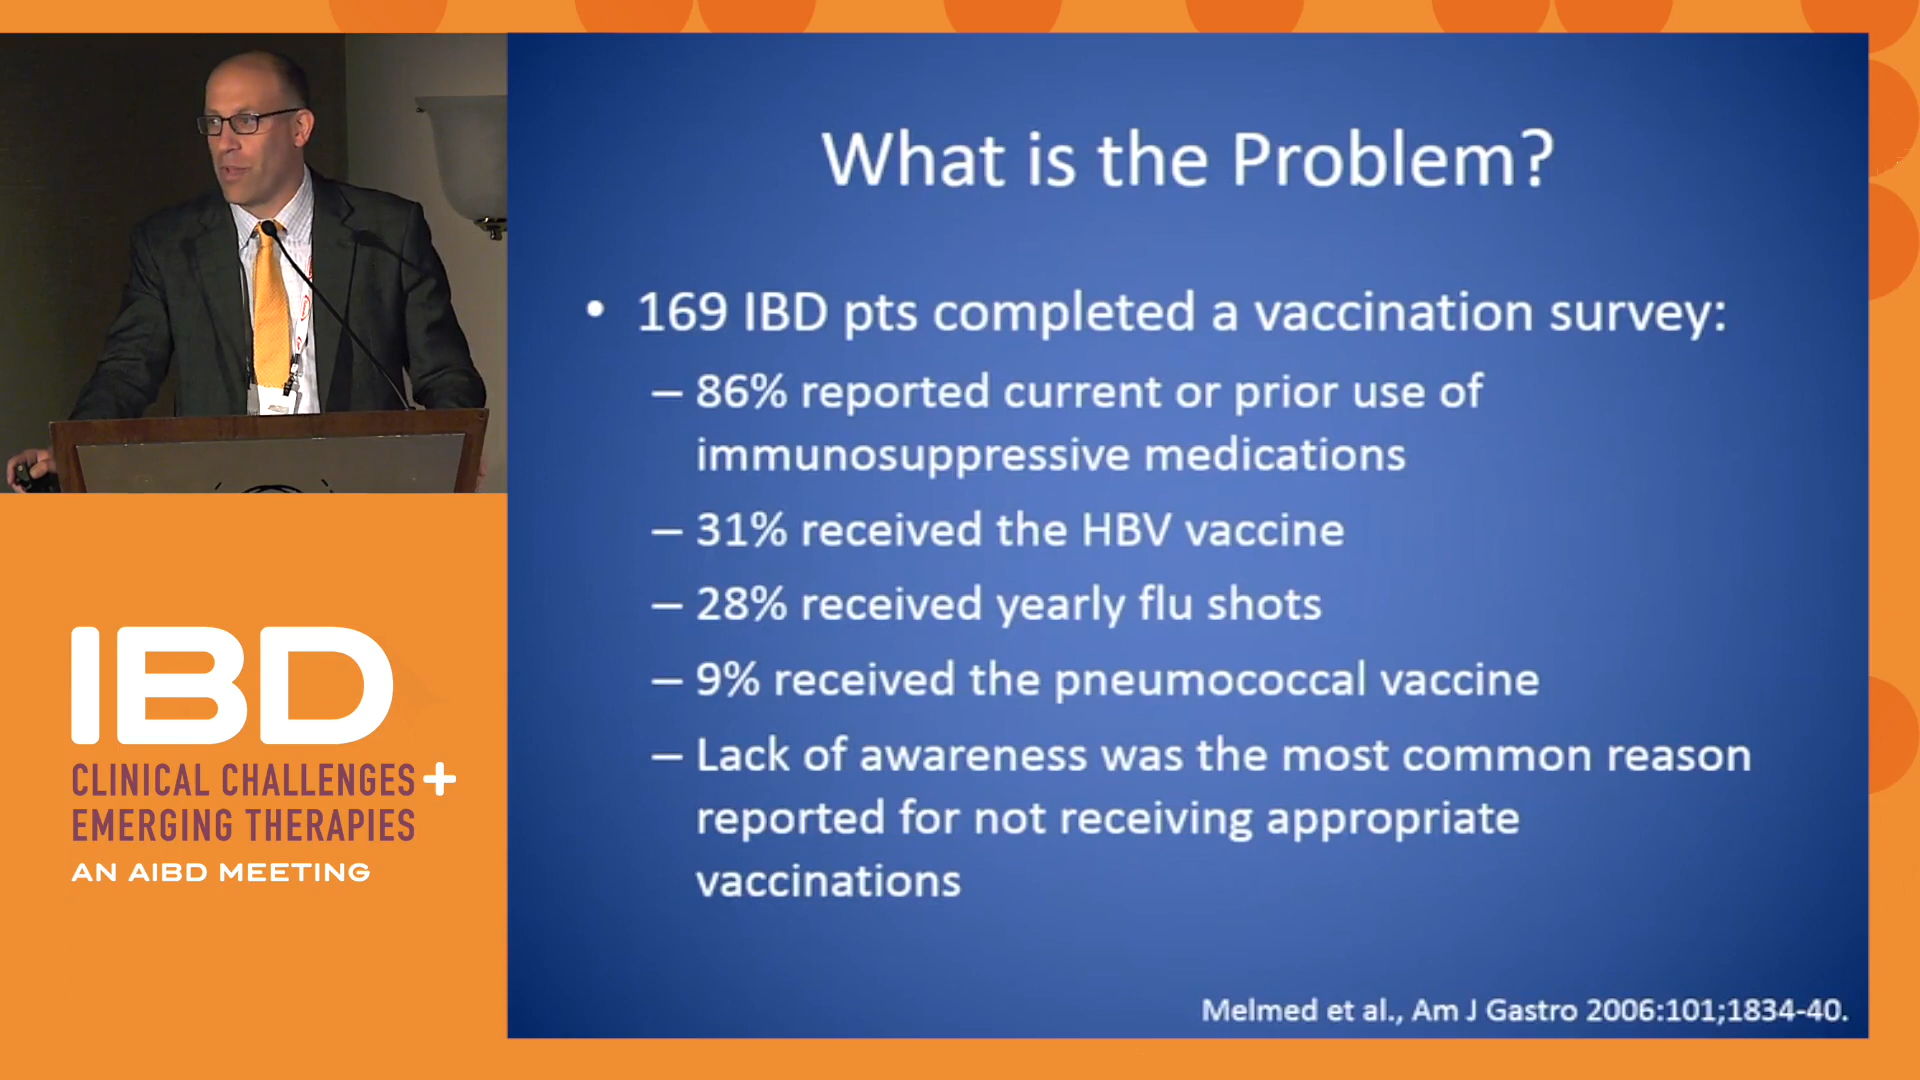 What is the Problem?
• 169 IBD pts completed a vaccination survey:
– 86% reported current or prior use of
immunosuppressive medications
– 31% received the HBV vaccine
– 28% received yearly flu shots
– 9% received the pneumococcal vaccine
– Lack of awareness was the most common reason
reported for not receiving appropriate
vaccinations
Melmed et al., Am J Gastro 2006:101;1834-40.
IBD
CLINICAL CHALLENGES +
EMERGING THERAPIES
AN AIBD MEETING